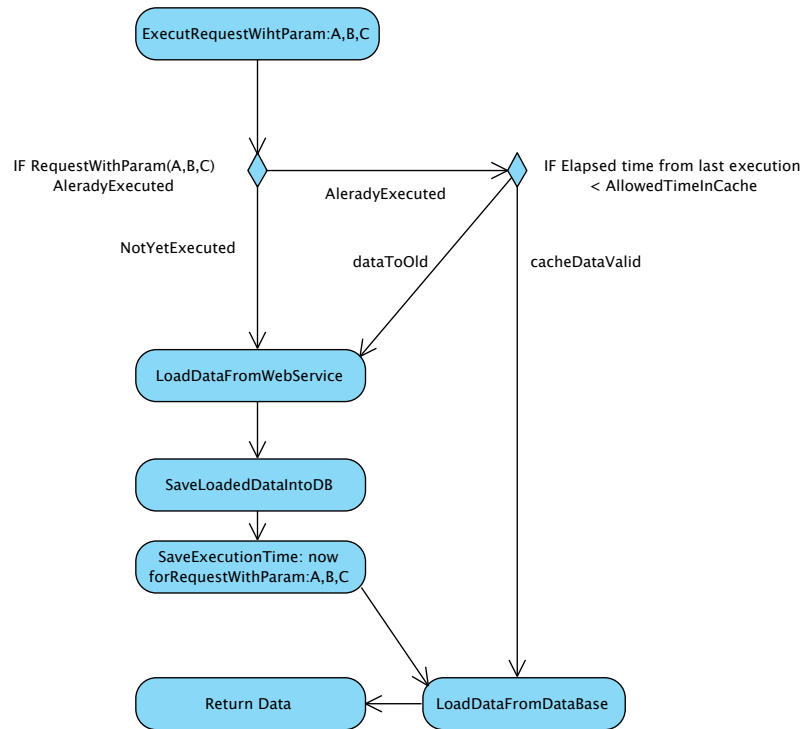 ExecutRequestWihtParam:A,B,C
IF RequestWithParam(A,B,C)
AleradyExecuted
IF Elapsed time from last execution
< AllowedTimeInCache
AleradyExecuted
NotYetExecuted
dataToOld
cacheDataValid
LoadDataFromWebService
SaveLoadedDataIntoDB
SaveExecutionTime: now
forRequestWithParam:A,B,C
Return Data
LoadDataFromDataBase